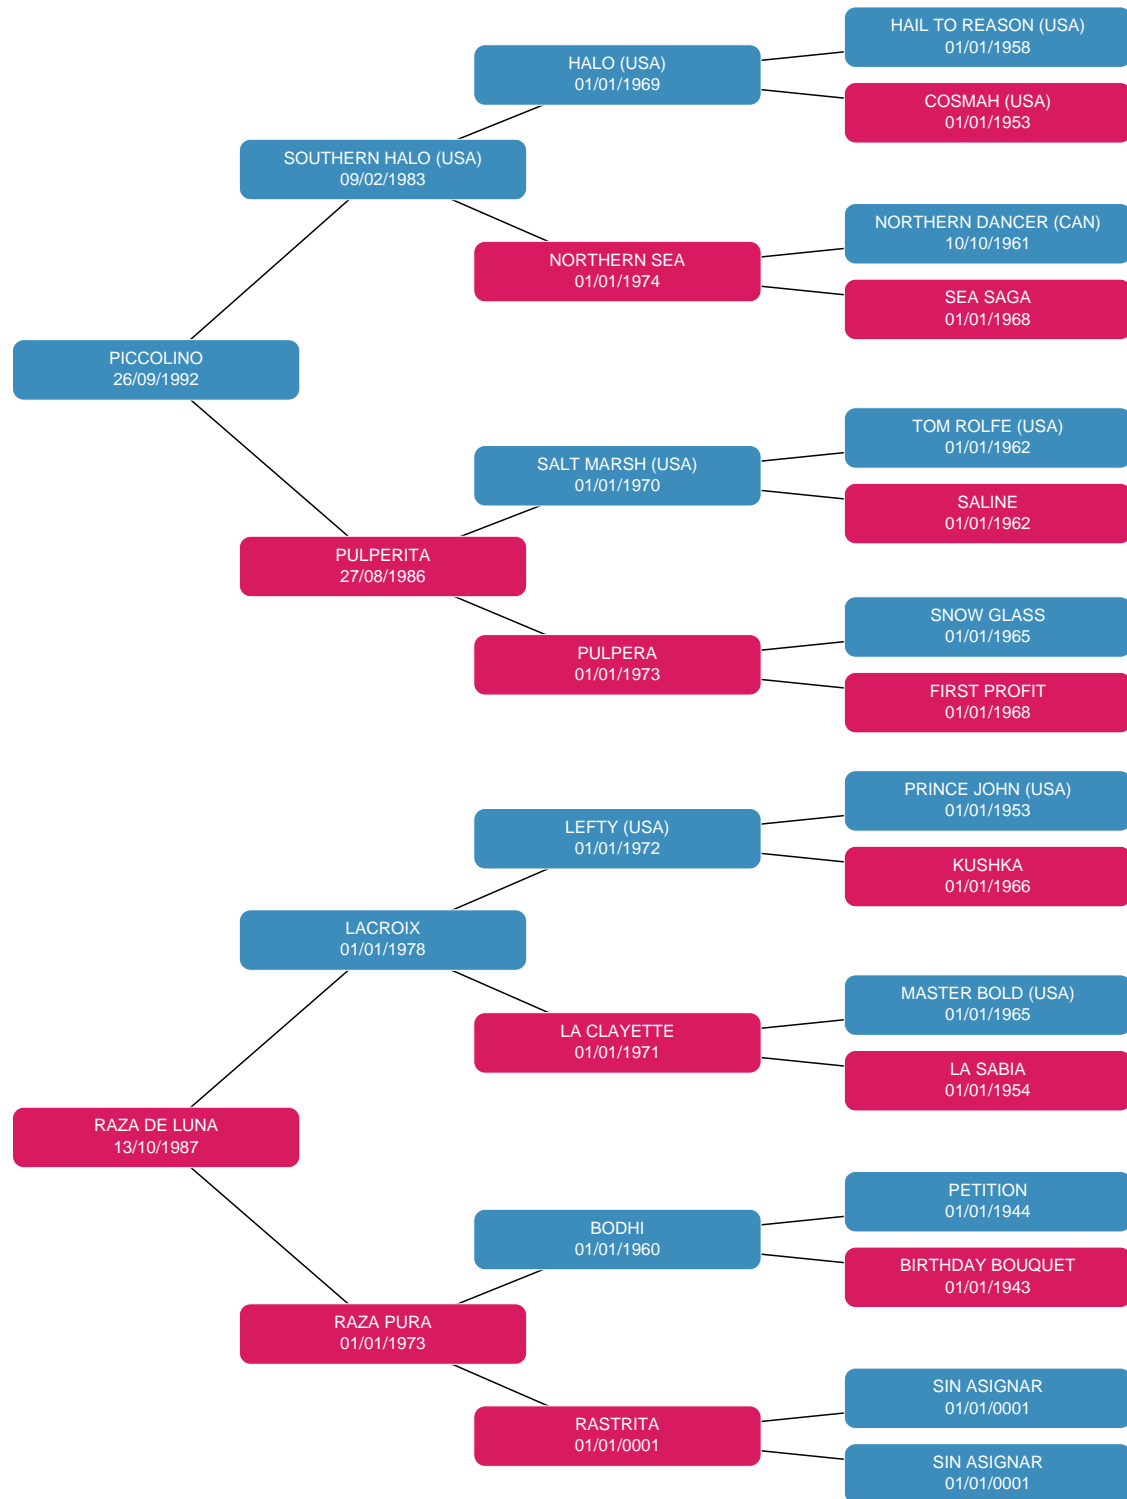 HAIL TO REASON (USA)
01/01/1958
HALO (USA)
01/01/1969
COSMAH (USA)
01/01/1953
SOUTHERN HALO (USA)
09/02/1983
NORTHERN DANCER (CAN)
10/10/1961
NORTHERN SEA
01/01/1974
SEA SAGA
01/01/1968
PICCOLINO
26/09/1992
TOM ROLFE (USA)
01/01/1962
SALT MARSH (USA)
01/01/1970
SALINE
01/01/1962
PULPERITA
27/08/1986
SNOW GLASS
01/01/1965
PULPERA
01/01/1973
FIRST PROFIT
01/01/1968
PRINCE JOHN (USA)
01/01/1953
LEFTY (USA)
01/01/1972
KUSHKA
01/01/1966
LACROIX
01/01/1978
MASTER BOLD (USA)
01/01/1965
LA CLAYETTE
01/01/1971
LA SABIA
01/01/1954
RAZA DE LUNA
13/10/1987
PETITION
01/01/1944
BODHI
01/01/1960
BIRTHDAY BOUQUET
01/01/1943
RAZA PURA
01/01/1973
SIN ASIGNAR
01/01/0001
RASTRITA
01/01/0001
SIN ASIGNAR
01/01/0001